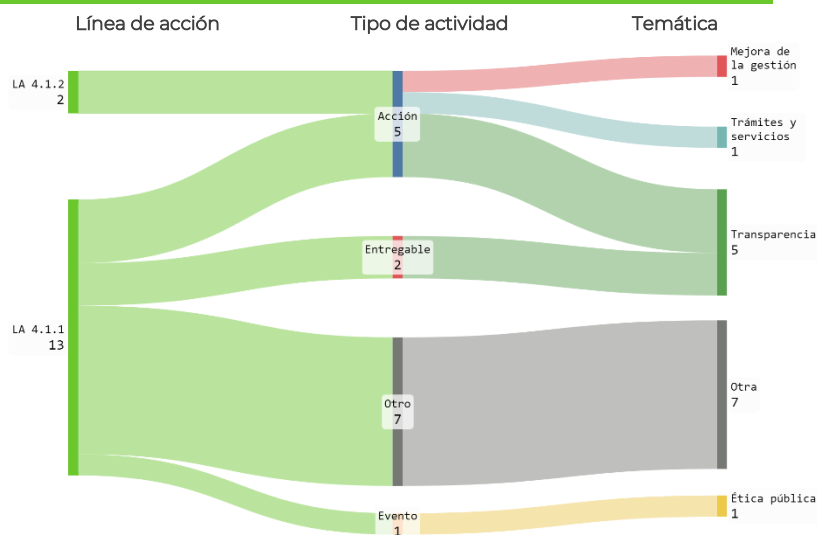 Línea de acción
Tipo de actividad
Temática
LA 4.1.2
2
LA 4.1.1
13
Acción
5
Entregable
2
Otro
7
Evento
1
Mejora de
la gestión
1
Trámites y
servicios
1
Transparencia
5
Otra
7
Ética pública
1